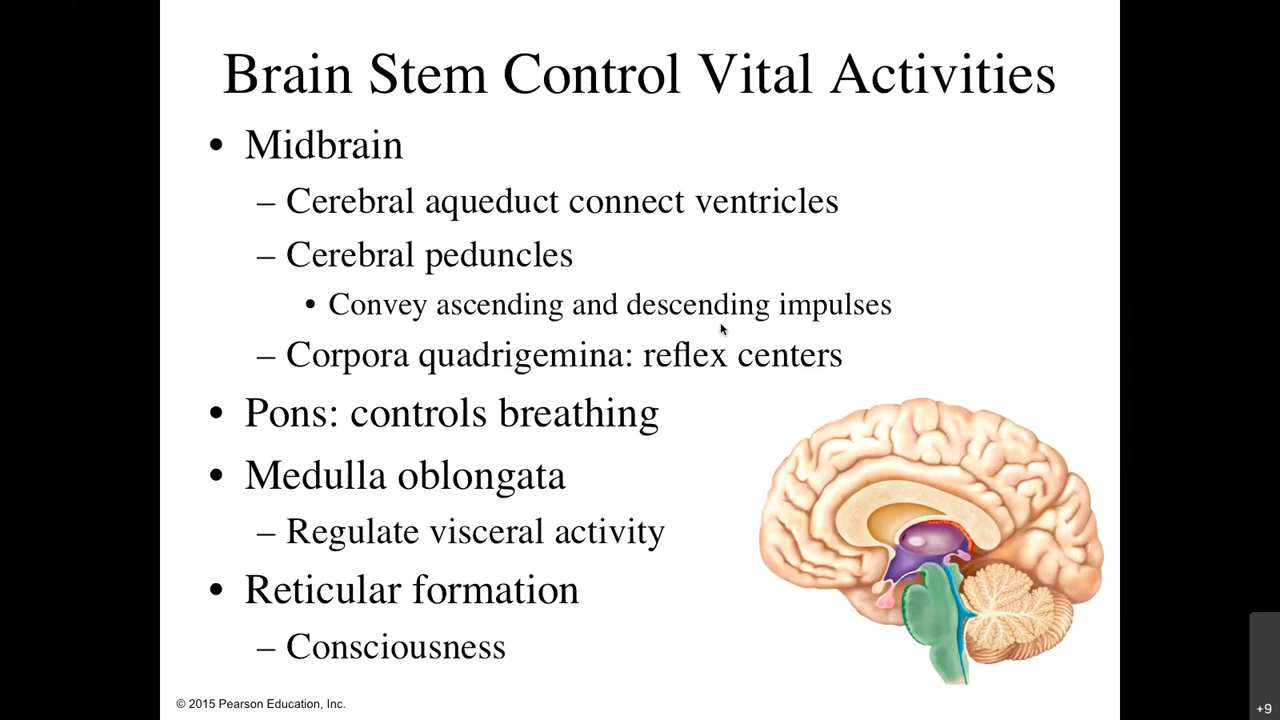 Brain Stem Control Vital Activities
• Midbrain
– Cerebral aqueduct connect ventricles
– Cerebral peduncles
• Convey ascending and descending impulses
– Corpora quadrigemina: reflex centers
• Pons: controls breathing
• Medulla oblongata
– Regulate visceral activity
• Reticular formation
– Consciousness
© 2015 Pearson Education, Inc.
+9